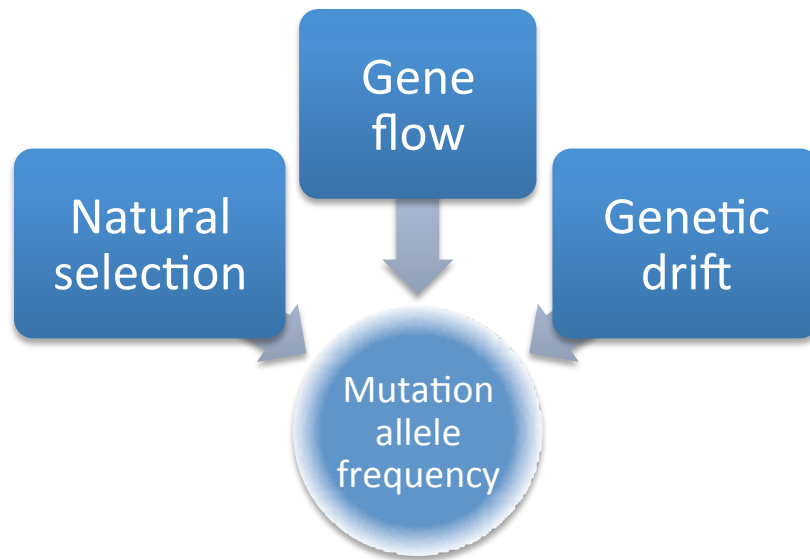 Gene
flow
Natural
selection
Genetic
drift
Mutation
allele
frequency